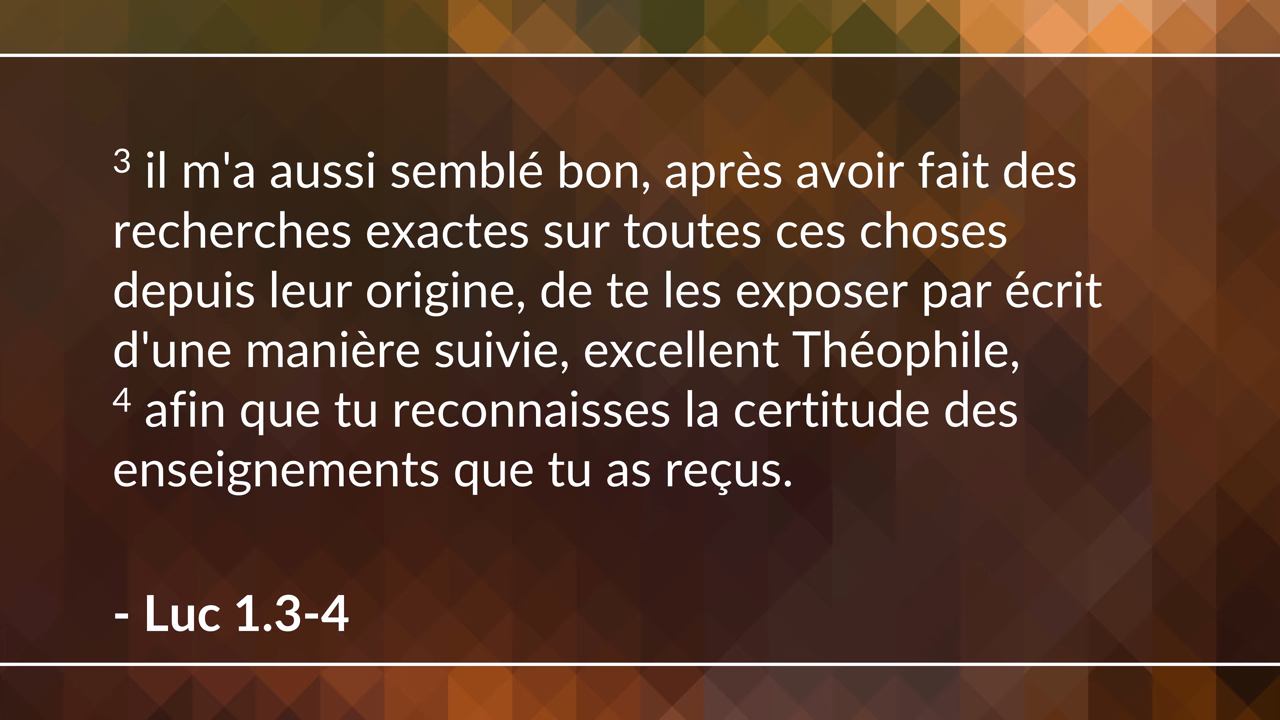 3 il m'a aussi semblé bon, après avoir fait des
recherches exactes sur toutes ces choses
depuis leur origine, de te les exposer par écrit
d'une manière suivie, excellent Théophile,
4 afin que tu reconnaisses la certitude des
enseignements que tu as reçus.
- Luc 1.3-4